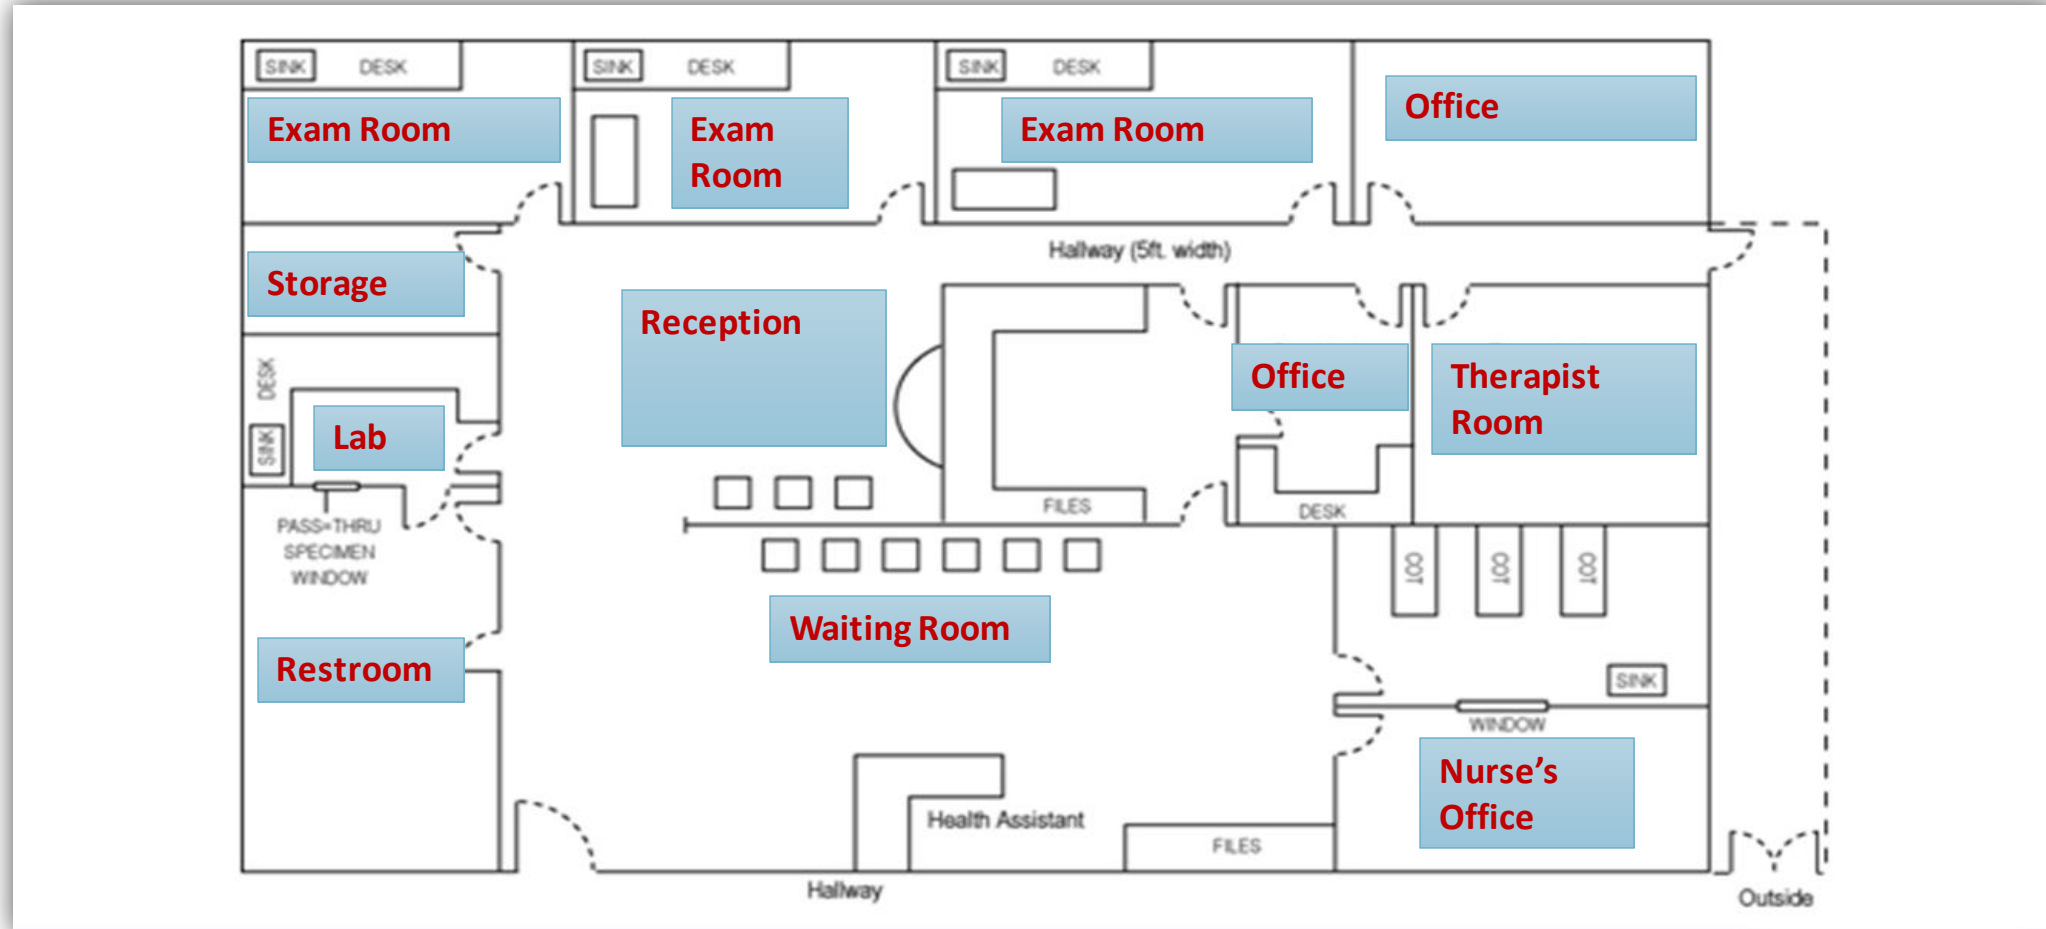 SINK DESK
SINK DESK
SINK DESK
Exam Room
Exam
Room
Exam Room
Office
Hallway (5ft. width)
Storage
Reception
DESK
SINK
Lab
Office
Therapist
Room
FILES
DESK
PASS=THRU
SPECIMEN
WINDOW
COT
COT
COT
Waiting Room
Restroom
SINK
WINDOW
Nurse’s
Office
Health Assistant
FILES
Hallway
Outside